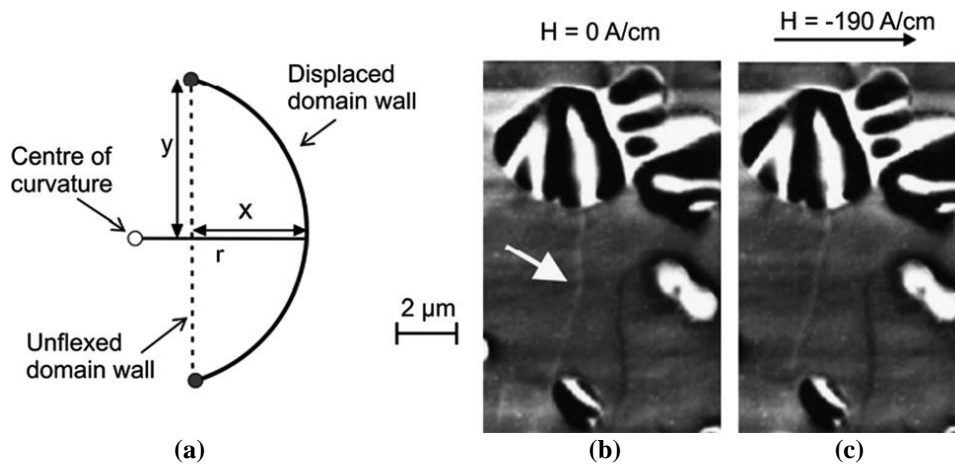 H = 0 A/cm
H = -190 A/cm
Displaced
domain wall
y
Centre of
curvature
x
r
2 µm
Unflexed
domain wall
(a)
(b)
(c)